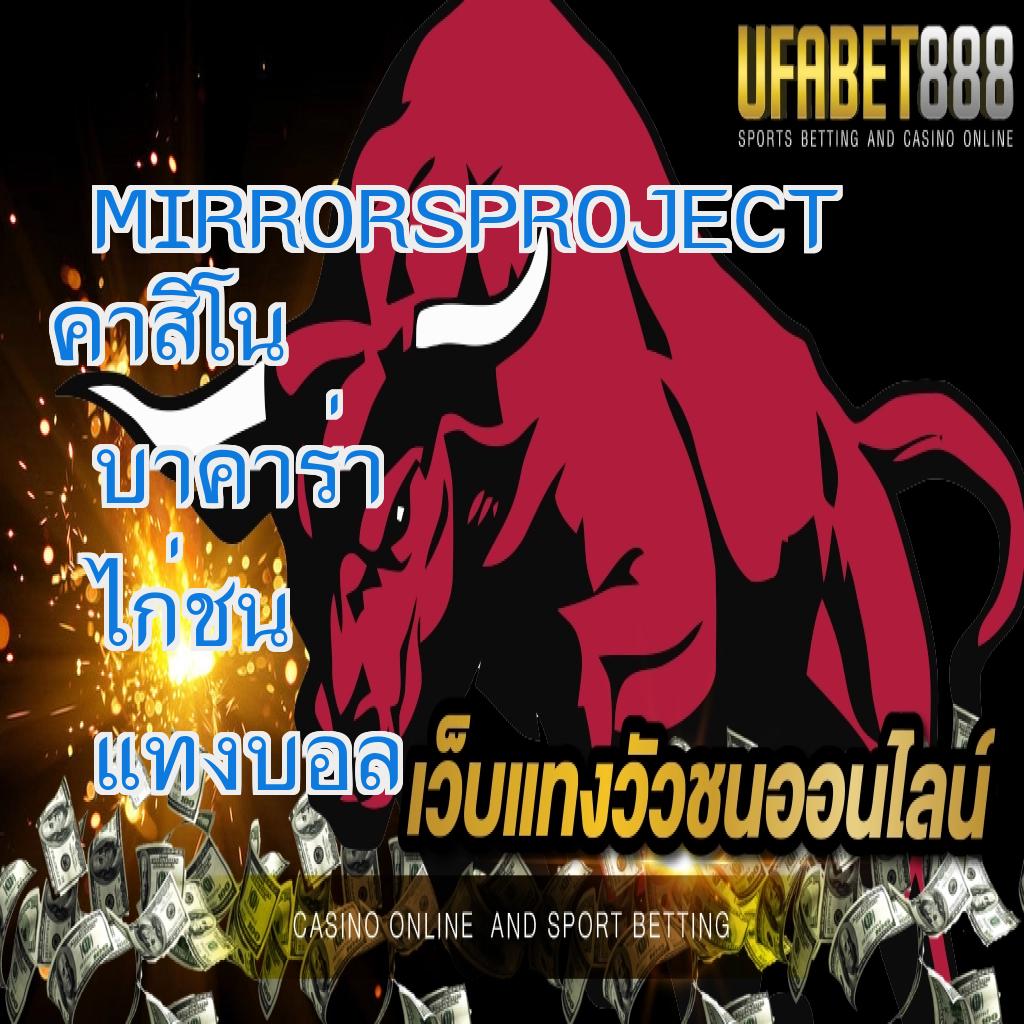 UFABET888
SPORTS BETTING AND CASINO ONLINE
MIRRORSPROJECT
คาสิโน
บาคาร่า
ไก่ชน
แทงบอล
เว็บแทงวัวชนออนไลน์
CASINO ONLINE AND SPORT BETTING